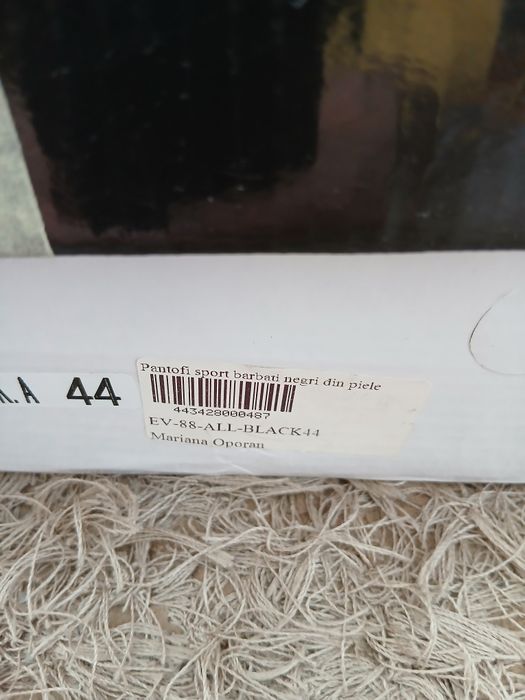 44
Pantofi sport barbati negri din piele
443428000487
EV-88-ALL-BLACK44
Mariana Oporan